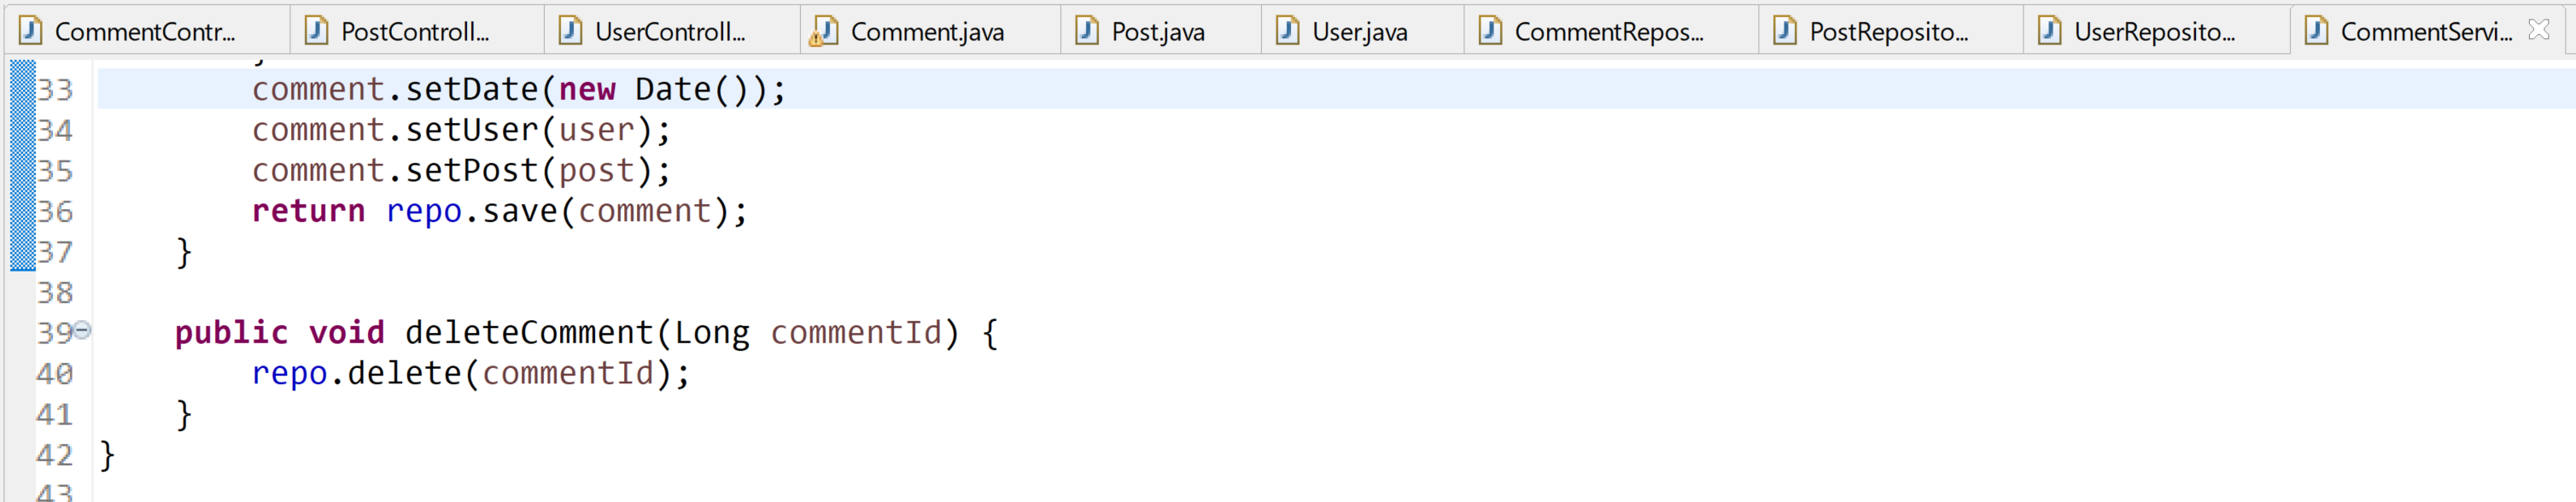 CommentContr... PostControll... UserControll... Comment.java Post.java User.java CommentRepos... PostReposito... UserReposito... CommentServi...
33 comment.setDate(new Date());
34 comment.setUser(user);
35 comment.setPost(post);
36 return repo.save(comment);
37 }
38
39 public void deleteComment(Long commentId) {
40 repo.delete(commentId);
41 }
42 }
43